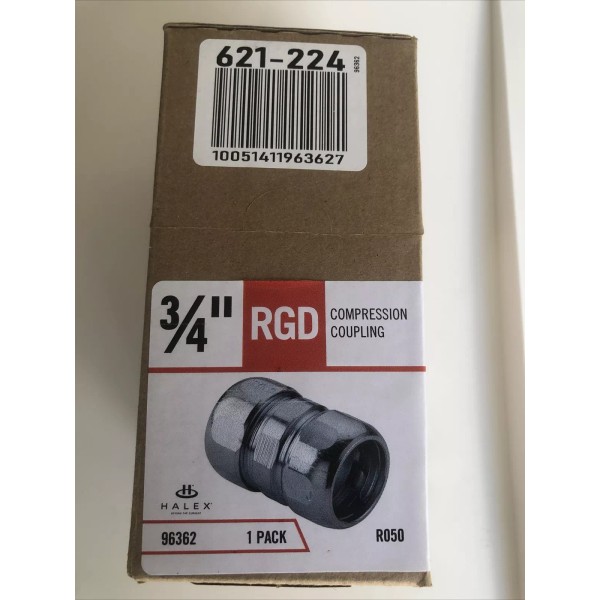 621-224
96362
10051411963627
3/4"
RGD
COMPRESSION
COUPLING
H
HALEX
96362
1 PACK
R050